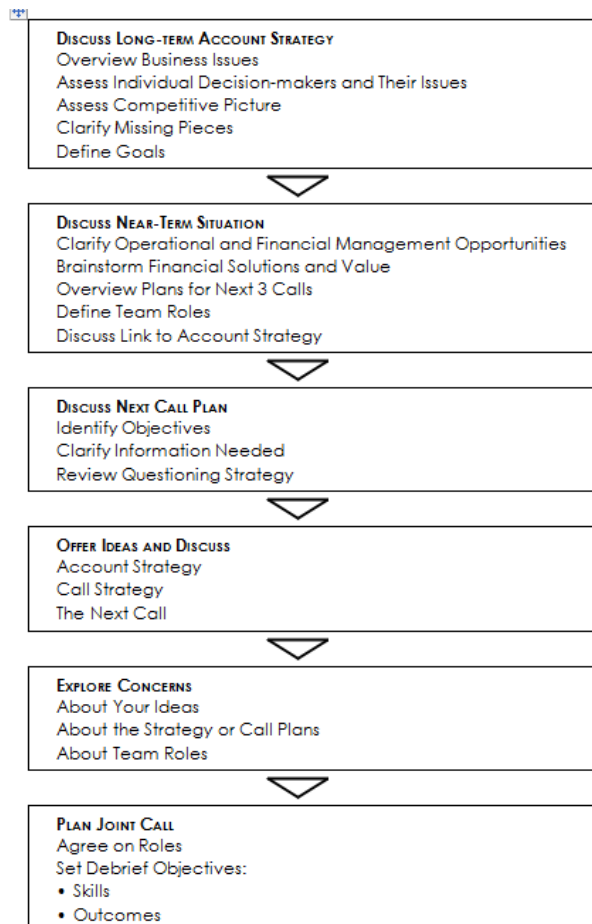 Discuss Long-term Account Strategy
Overview Business Issues
Assess Individual Decision-makers and Their Issues
Assess Competitive Picture
Clarify Missing Pieces
Define Goals
Discuss Near-Term Situation
Clarify Operational and Financial Management Opportunities
Brainstorm Financial Solutions and Value
Overview Plans for Next 3 Calls
Define Team Roles
Discuss Link to Account Strategy
Discuss Next Call Plan
Identify Objectives
Clarify Information Needed
Review Questioning Strategy
Offer Ideas and Discuss
Account Strategy
Call Strategy
The Next Call
Explore Concerns
About Your Ideas
About the Strategy or Call Plans
About Team Roles
Plan Joint Call
Agree on Roles
Set Debrief Objectives:
• Skills
• Outcomes